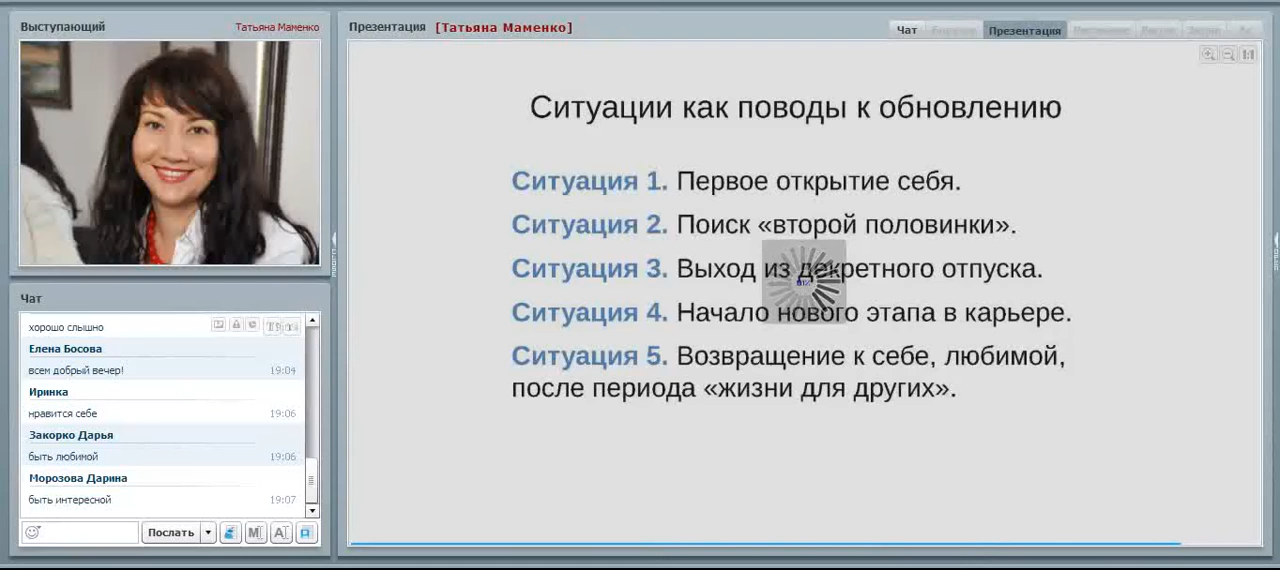 Выступающий
Татьяна Маменко
Чат
хорошо слышно
Елена Босова
всем добрый вечер!
19:04
Иринка
нравится себе
19:06
Закорко Дарья
быть любимой
19:06
Морозова Дарина
быть интересной
19:07
Послать
Презентация [Татьяна Маменко]
Чат
Презентация
Ситуации как поводы к обновлению
Ситуация 1. Первое открытие себя.
Ситуация 2. Поиск «второй половинки».
Ситуация 3. Выход из декретного отпуска.
Ситуация 4. Начало нового этапа в карьере.
Ситуация 5. Возвращение к себе, любимой,
после периода «жизни для других».